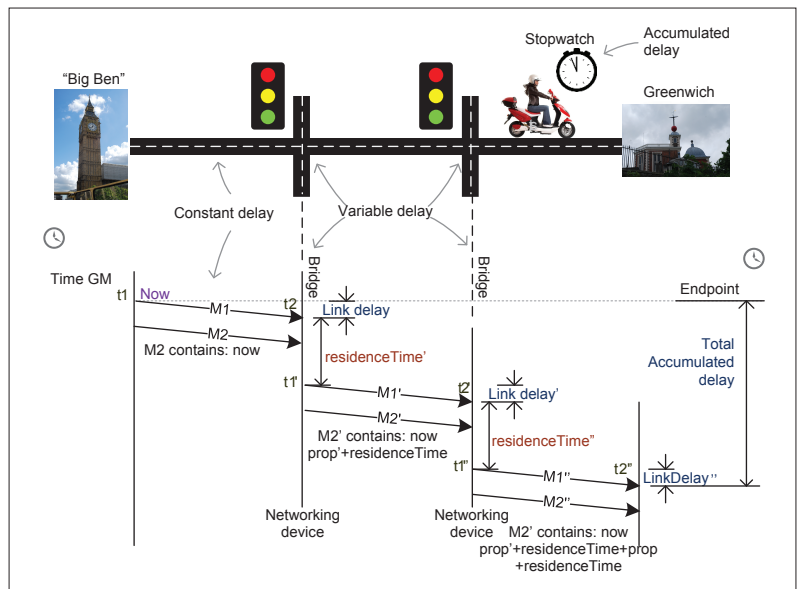 Stopwatch
Accumulated
delay
“Big Ben”
Greenwich
Constant delay
Variable delay
Bridge
Bridge
Time GM
Endpoint
t1
Now
M1
t2
Link delay
M2
M2 contains: now
residenceTime'
Total
Accumulated
delay
t1'
M1'
t2'
Link delay'
M2'
M2’ contains: now
prop'+residenceTime
residenceTime”
t1"
M1''
t2"
LinkDelay''
M2''
Networking
device
Networking
device
M2’ contains: now
prop'+residenceTime+prop
+residenceTime